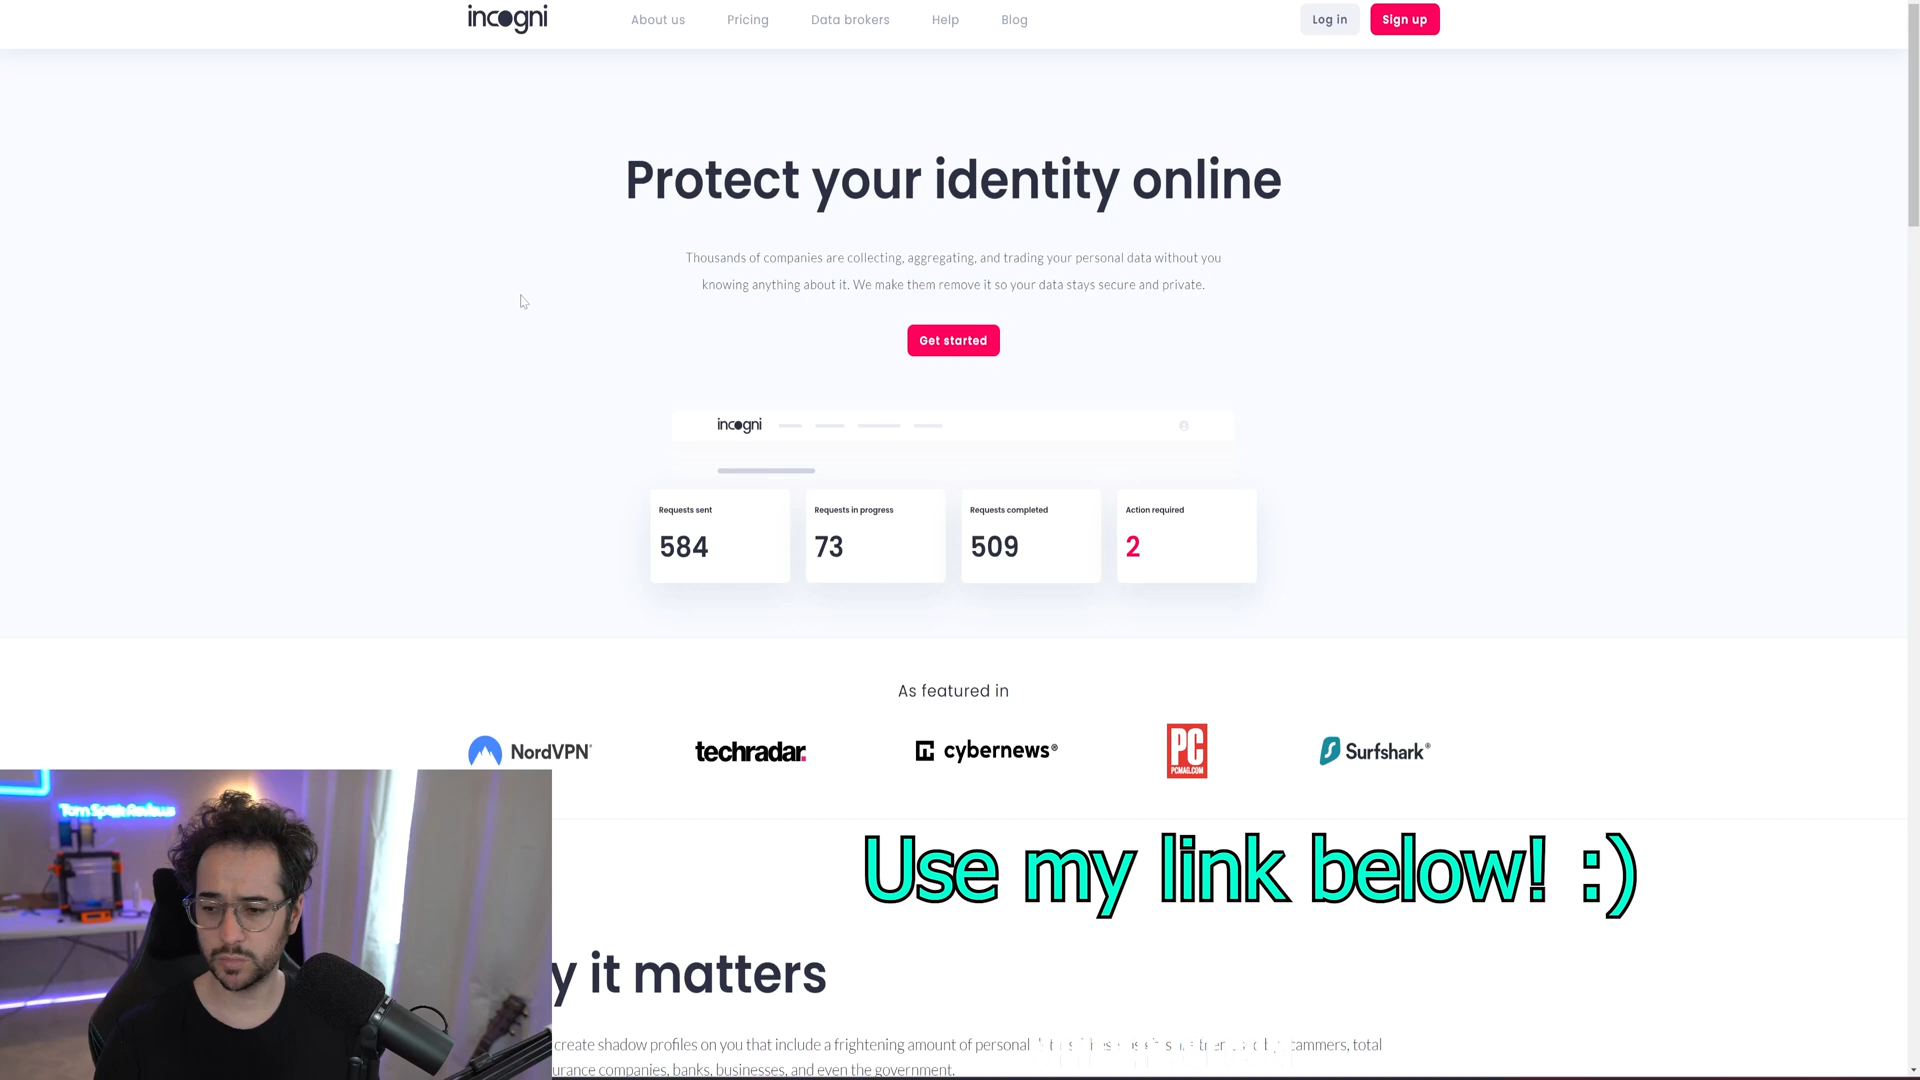 incogni
About us
Pricing
Data brokers
Help
Blog
Log in
Sign up
Protect your identity online
Thousands of companies are collecting, aggregating, and trading your personal data without you
knowing anything about it. We make them remove it so your data stays secure and private.
Get started
incogni
Requests sent
584
Requests in progress
73
Requests completed
509
Action required
2
As featured in
NordVPN®
techradar.
cybernews®
PC
PCMAG.COM
Surfshark®
Tom Spark Reviews
Use my link below! :)
y it matters
create shadow profiles on you that include a frightening amount of personal
cammers, total
urance companies, banks, businesses, and even the government.